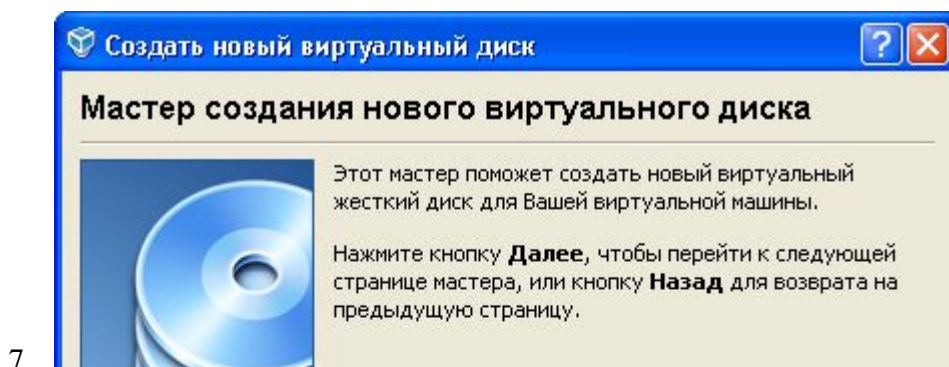 Создать новый виртуальный диск
Мастер создания нового виртуального диска
Этот мастер поможет создать новый виртуальный
жесткий диск для Вашей виртуальной машины.
Нажмите кнопку Далее, чтобы перейти к следующей
странице мастера, или кнопку Назад для возврата на
предыдущую страницу.
7